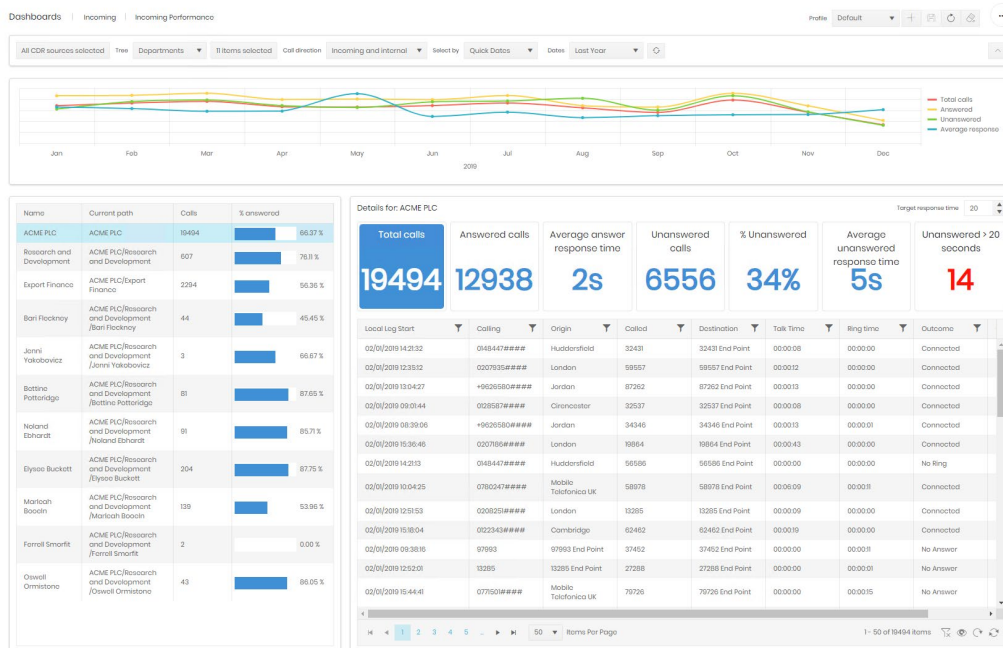 Dashboards | Incoming | Incoming Performance
Profile Default
All CDR sources selected Tree Departments 11 items selected Call direction Incoming and internal Select by Quick Dates Dates Last Year
Total calls
Answered
Unanswered
Average response
Jan Feb Mar Apr May Jun Jul Aug Sep Oct Nov Dec
2019
Name Current path Calls % answered
ACME PLC ACME PLC 19494 66.37 %
Research and
Development
ACME PLC/Research
and Development
607 76.11 %
Export Finance
ACME PLC/Export
Finance
2294 56.36 %
Bari Flecknoy
ACME PLC/Research
and Development
/Bari Flecknoy
44 45.45 %
Jenni
Yakobovicz
ACME PLC/Research
and Development
/Jenni Yakobovicz
3 66.67 %
Bettine
Potteridge
ACME PLC/Research
and Development
/Bettine Potteridge
81 87.65 %
Noland
Ebhardt
ACME PLC/Research
and Development
/Noland Ebhardt
91 85.71 %
Elysee Buckett
ACME PLC/Research
and Development
/Elysee Buckett
204 87.75 %
Marleah
Boocin
ACME PLC/Research
and Development
/Marleah Boocin
139 53.96 %
Ferrell Smorfit
ACME PLC/Research
and Development
/Ferrell Smorfit
2 0.00 %
Oswell
Ormistone
ACME PLC/Research
and Development
/Oswell Ormistone
43 86.05 %
Details for: ACME PLC
Target response time 20
Total calls
19494
Answered calls
12938
Average answer
response time
2s
Unanswered
calls
6556
% Unanswered
34%
Average
unanswered
response time
5s
Unanswered > 20
seconds
14
Local Log Start Calling Origin Called Destination Talk Time Ring time Outcome
02/01/2019 14:21:32 0148447#### Huddersfield 32431 32431 End Point 00:00:08 00:00:00 Connected
02/01/2019 12:35:12 0207935#### London 59557 59557 End Point 00:00:12 00:00:00 Connected
02/01/2019 13:04:27 +9626580#### Jordan 87262 87262 End Point 00:00:13 00:00:00 Connected
02/01/2019 09:01:44 0128587#### Cirencester 32537 32537 End Point 00:00:08 00:00:00 Connected
02/01/2019 08:39:06 +9626580#### Jordan 34346 34346 End Point 00:00:13 00:00:01 Connected
02/01/2019 15:36:46 0207186#### London 19864 19864 End Point 00:00:43 00:00:00 Connected
02/01/2019 14:21:13 0148447#### Huddersfield 56586 56586 End Point 00:00:00 00:00:00 No Ring
02/01/2019 10:04:25 0780247#### Mobile Telefonica UK 58978 58978 End Point 00:06:09 00:00:11 Connected
02/01/2019 12:51:53 0208251#### London 13285 13285 End Point 00:00:09 00:00:00 Connected
02/01/2019 15:18:04 0122343#### Cambridge 62462 62462 End Point 00:00:19 00:00:00 Connected
02/01/2019 09:38:16 97993 97993 End Point 37452 37452 End Point 00:00:00 00:00:11 No Answer
02/01/2019 12:52:01 13285 13285 End Point 27288 27288 End Point 00:00:00 00:00:01 No Answer
02/01/2019 15:44:41 0771501#### Mobile Telefonica UK 79726 79726 End Point 00:00:00 00:00:15 No Answer
1 2 3 4 5 ... 50 Items Per Page
1 - 50 of 19494 items